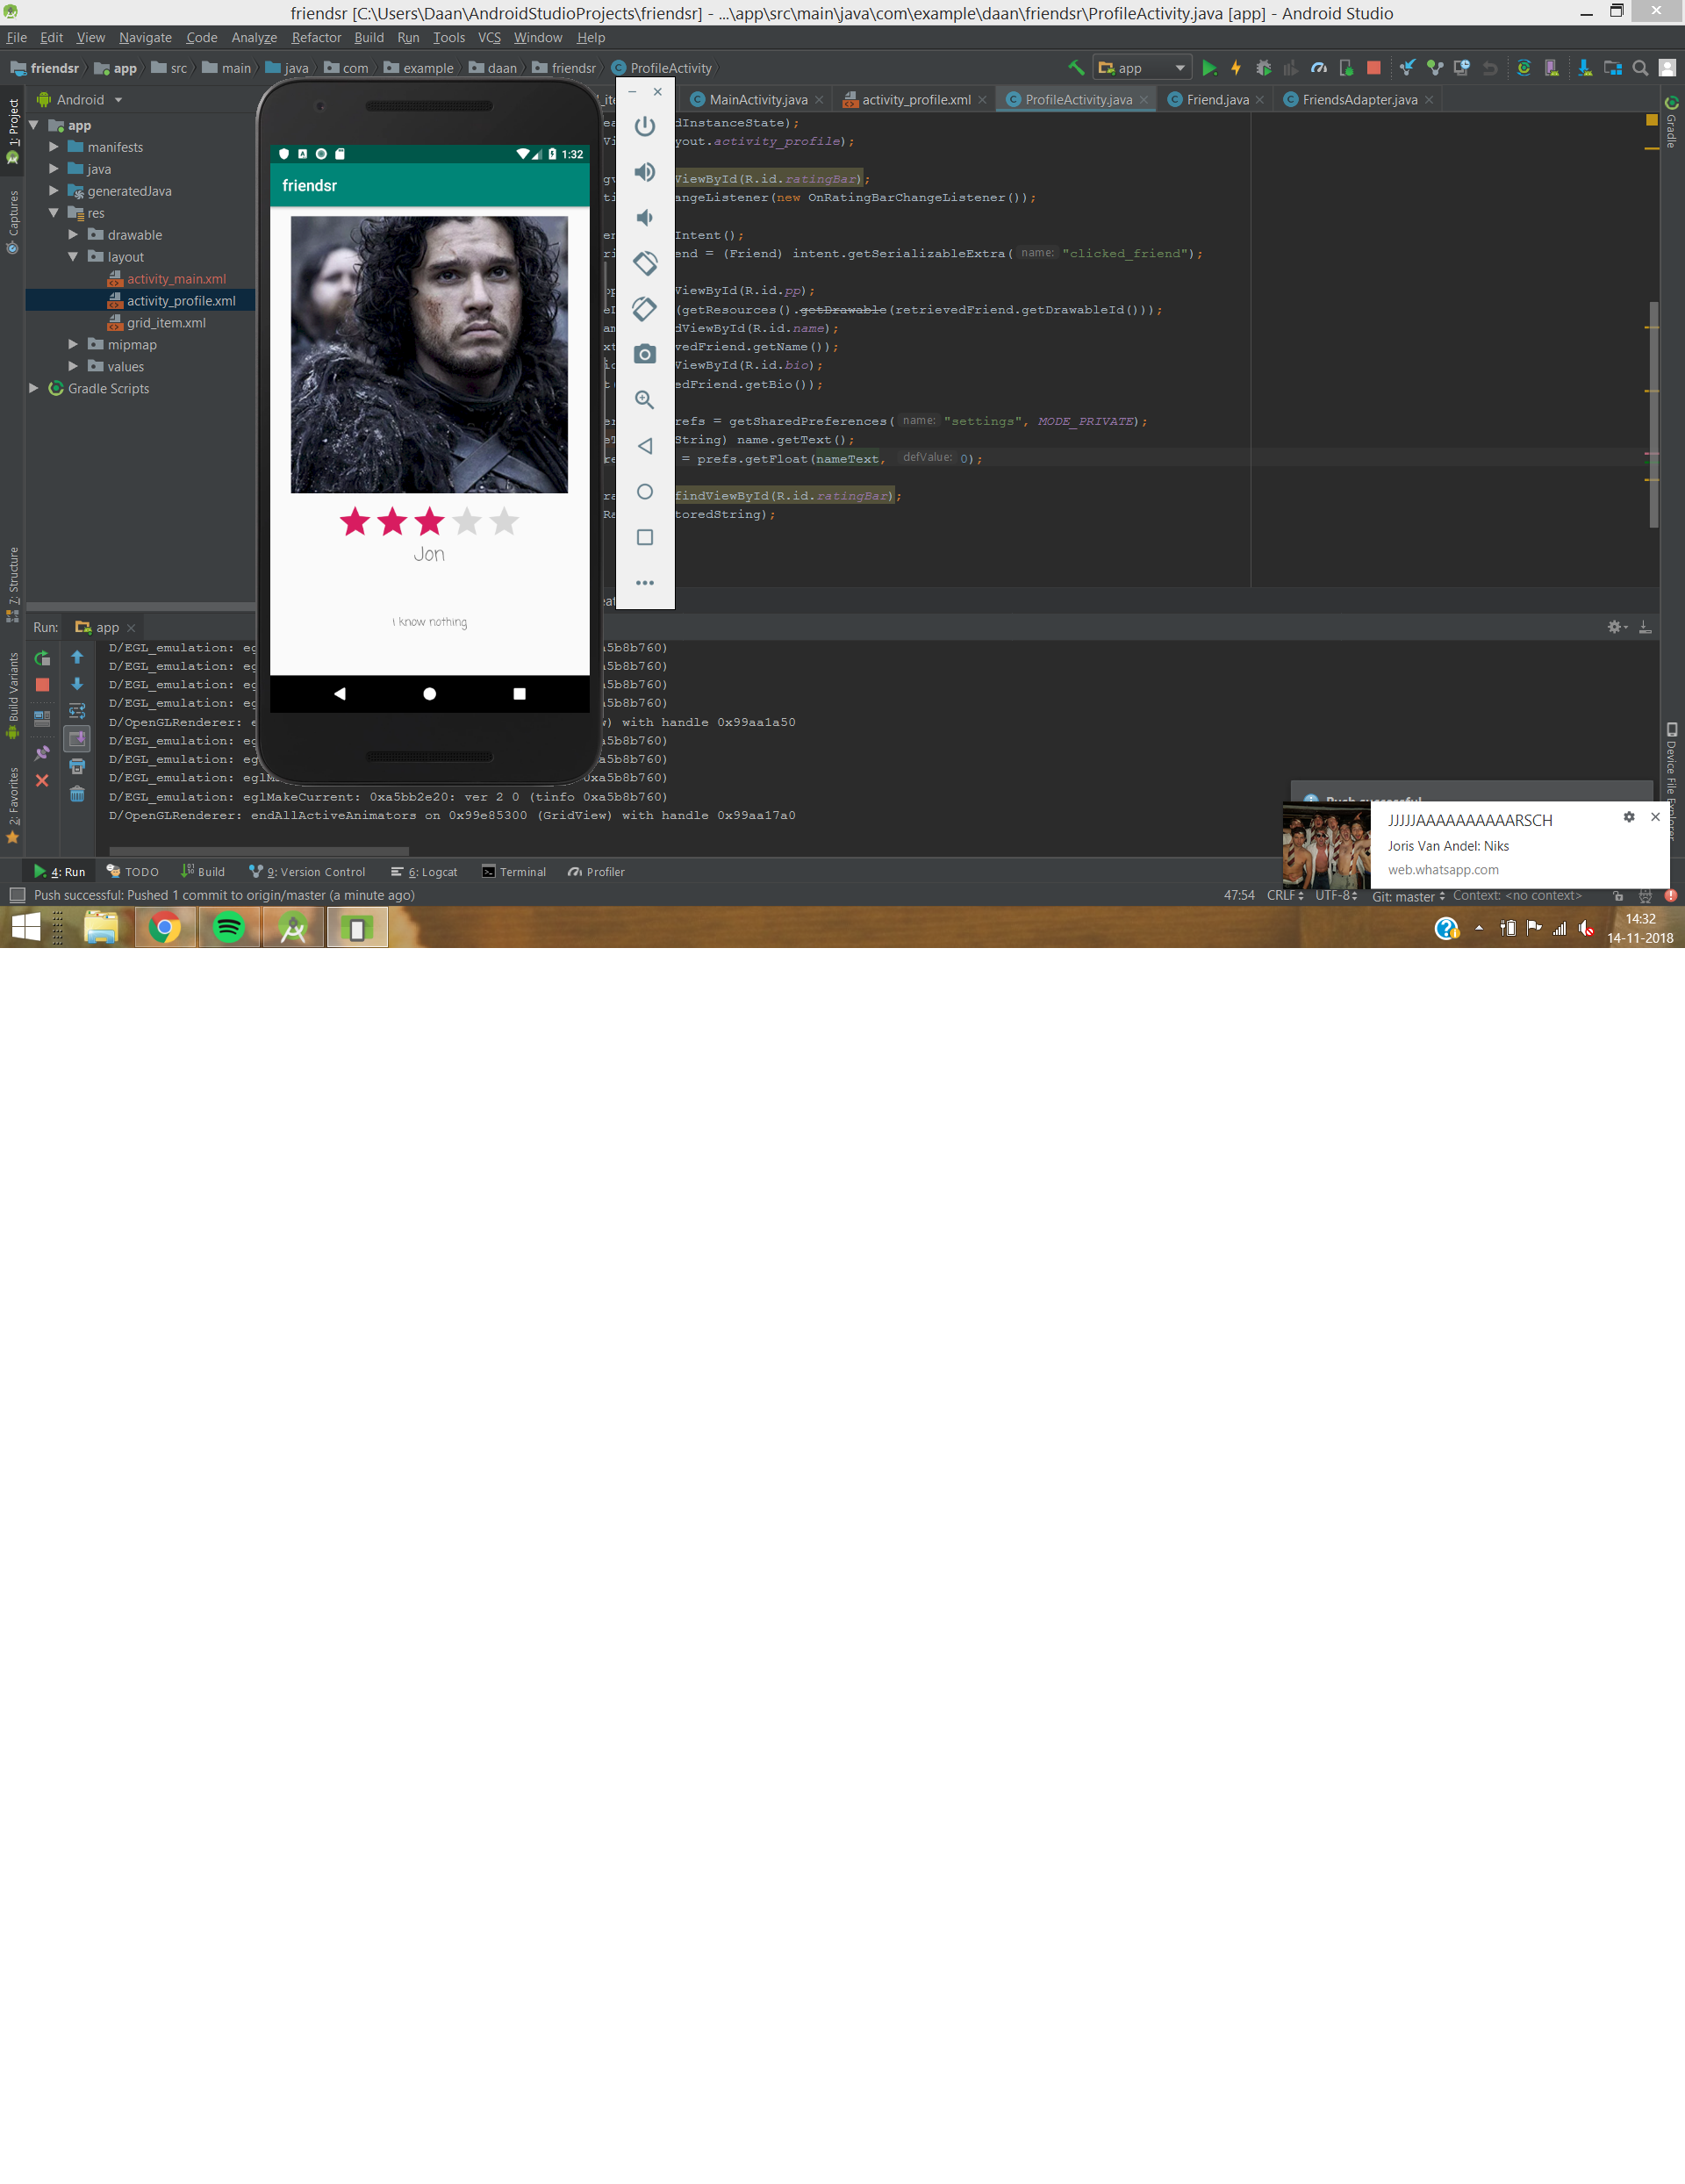 friendsr [C:\Users\Daan\AndroidStudioProjects\friendsr] - ...\app\src\main\java\com\example\daan\friendsr\ProfileActivity.java [app] - Android Studio
File Edit View Navigate Code Analyze Refactor Build Run Tools VCS Window Help
friendsr app src main java com example daan friendsr ProfileActivity app
Android MainActivity.java activity_profile.xml ProfileActivity.java Friend.java FriendsAdapter.java
1: Project
Captures
7: Structure
Build Variants
2: Favorites
app
manifests
java
generatedJava
res
drawable
layout
activity_main.xml
activity_profile.xml
grid_item.xml
mipmap
values
Gradle Scripts
1:32
friendsr
Jon
I know nothing
dInstanceState);
yout.activity_profile);
ViewById(R.id.ratingBar);
angeListener(new OnRatingBarChangeListener());
Intent();
end = (Friend) intent.getSerializableExtra( name: "clicked_friend");
ViewById(R.id.pp);
(getResources().getDrawable(retrievedFriend.getDrawableId()));
dViewById(R.id.name);
vedFriend.getName());
ViewById(R.id.bio);
edFriend.getBio());
refs = getSharedPreferences( name: "settings", MODE_PRIVATE);
String) name.getText();
= prefs.getFloat(nameText, defValue: 0);
findViewById(R.id.ratingBar);
toredString);
Gradle
Device File Explorer
Run: app
D/EGL_emulation: eg a5b8b760)
D/EGL_emulation: eg a5b8b760)
D/EGL_emulation: eg a5b8b760)
D/EGL_emulation: eg a5b8b760)
D/OpenGLRenderer: e w) with handle 0x99aa1a50
D/EGL_emulation: eg a5b8b760)
D/EGL_emulation: eg a5b8b760)
D/EGL_emulation: eglM 0xa5b8b760)
D/EGL_emulation: eglMakeCurrent: 0xa5bb2e20: ver 2 0 (tinfo 0xa5b8b760)
D/OpenGLRenderer: endAllActiveAnimators on 0x99e85300 (GridView) with handle 0x99aa17a0
Push successful
JJJJJAAAAAAAAAARSCH
Joris Van Andel: Niks
web.whatsapp.com
4: Run TODO Build 9: Version Control 6: Logcat Terminal Profiler
Push successful: Pushed 1 commit to origin/master (a minute ago) 47:54 CRLF UTF-8 Git: master Context: <no context>
14:32
14-11-2018